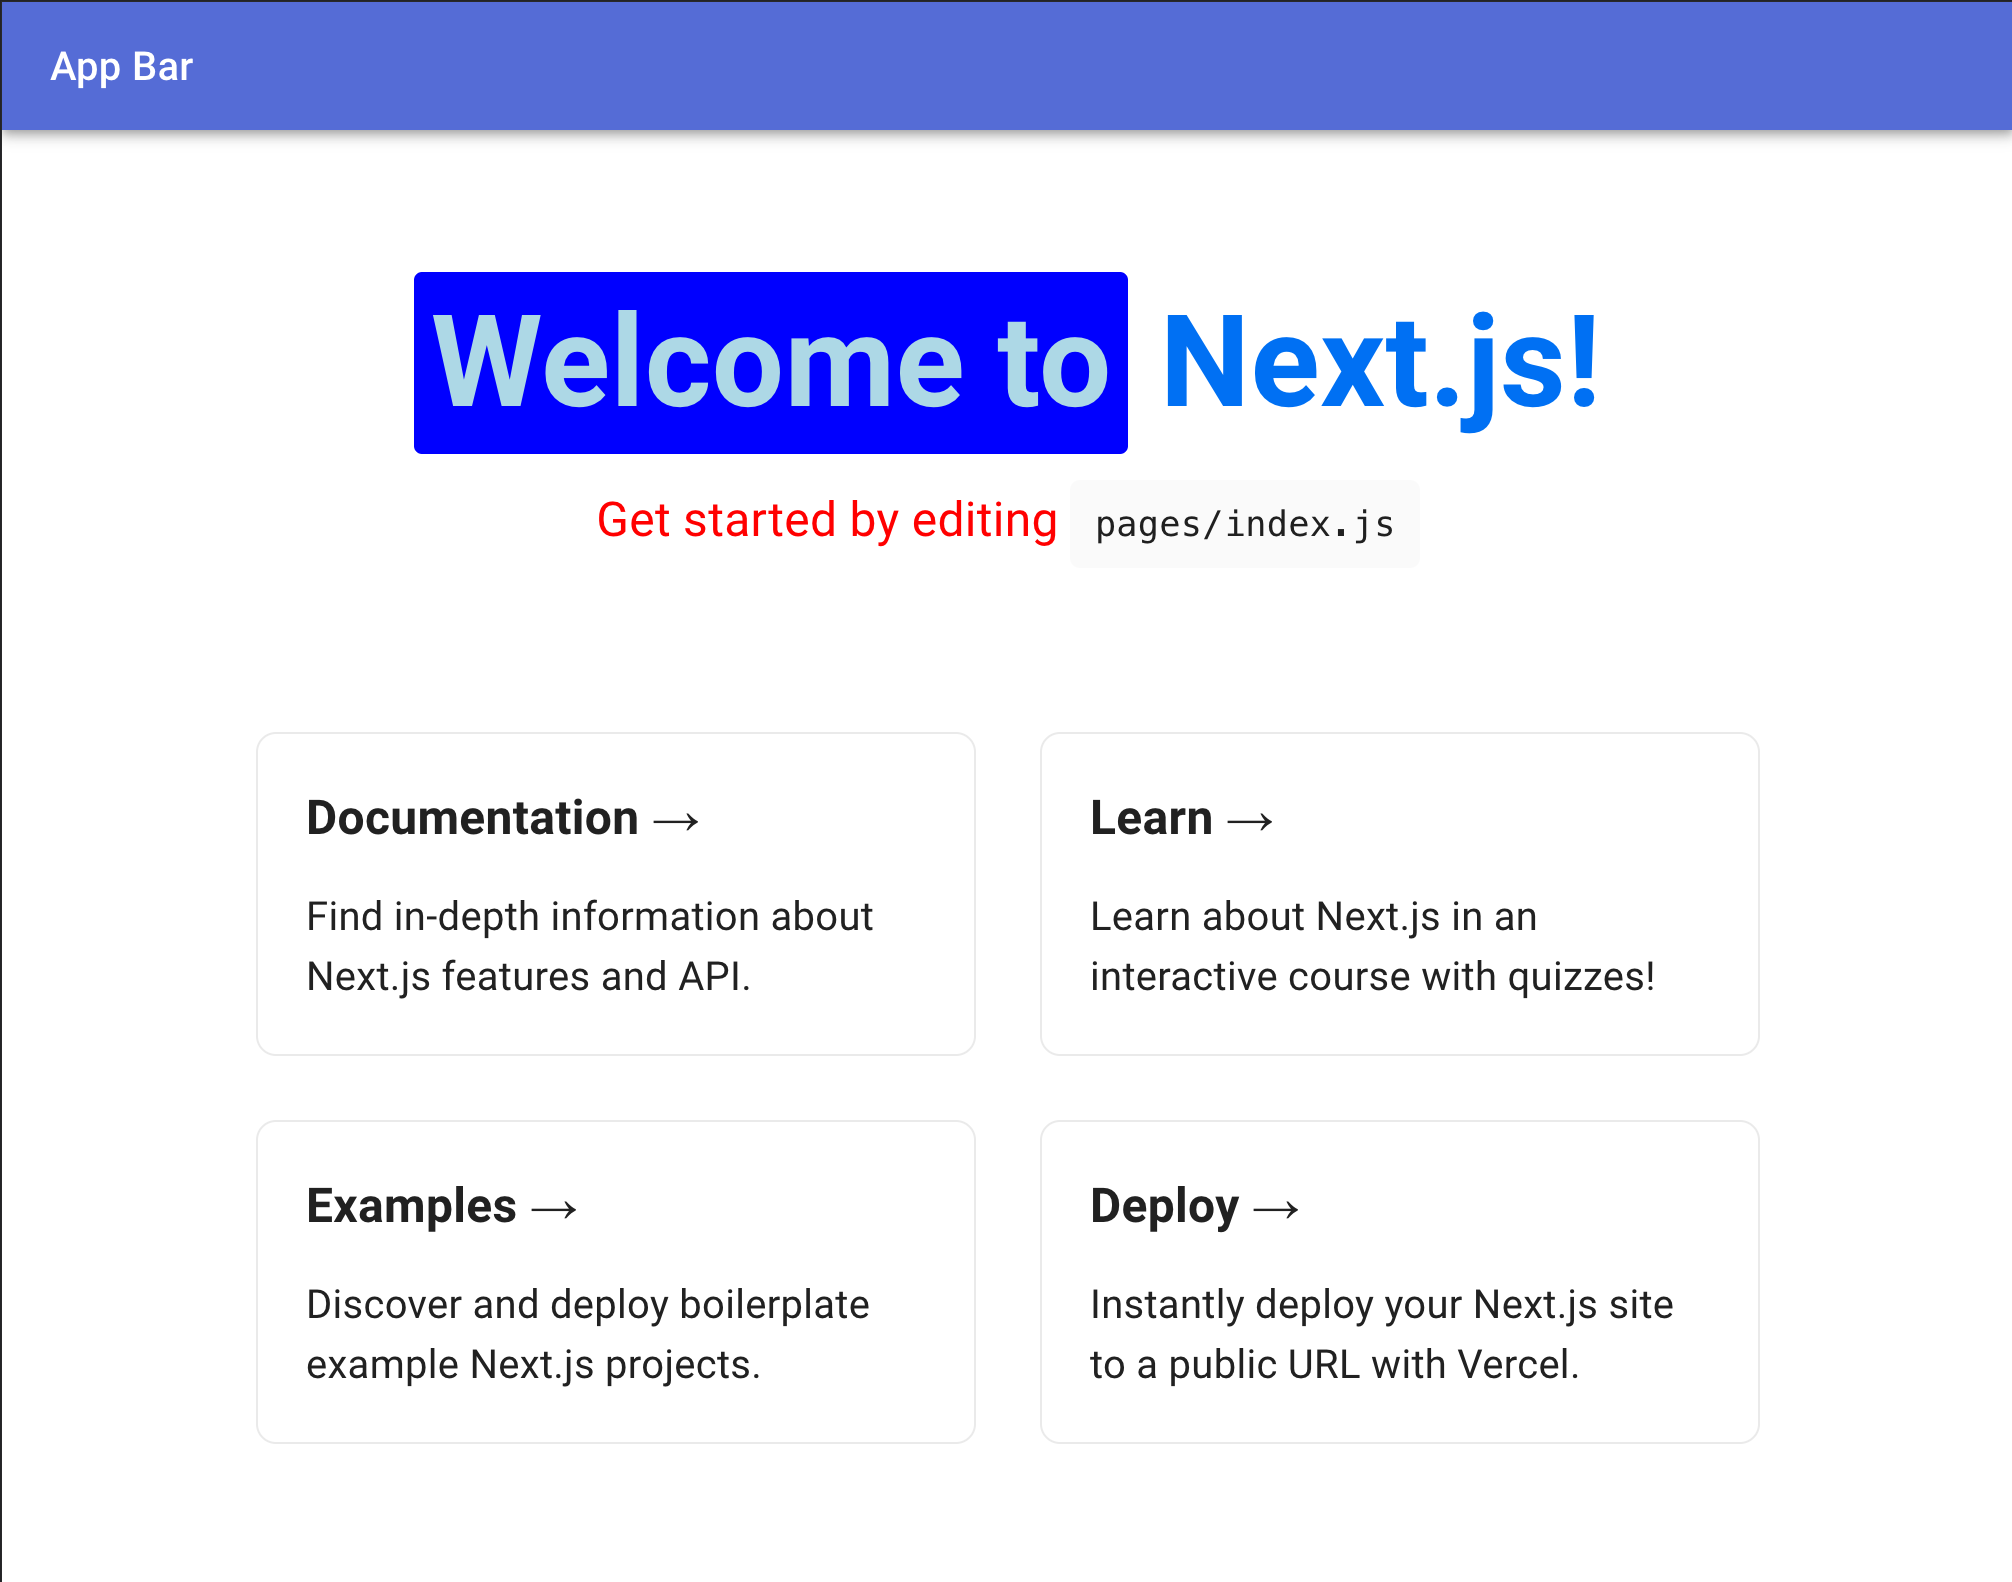 App Bar
Welcome to Next.js!
Get started by editing pages/index.js
Documentation →
Find in-depth information about
Next.js features and API.
Learn →
Learn about Next.js in an
interactive course with quizzes!
Examples →
Discover and deploy boilerplate
example Next.js projects.
Deploy →
Instantly deploy your Next.js site
to a public URL with Vercel.